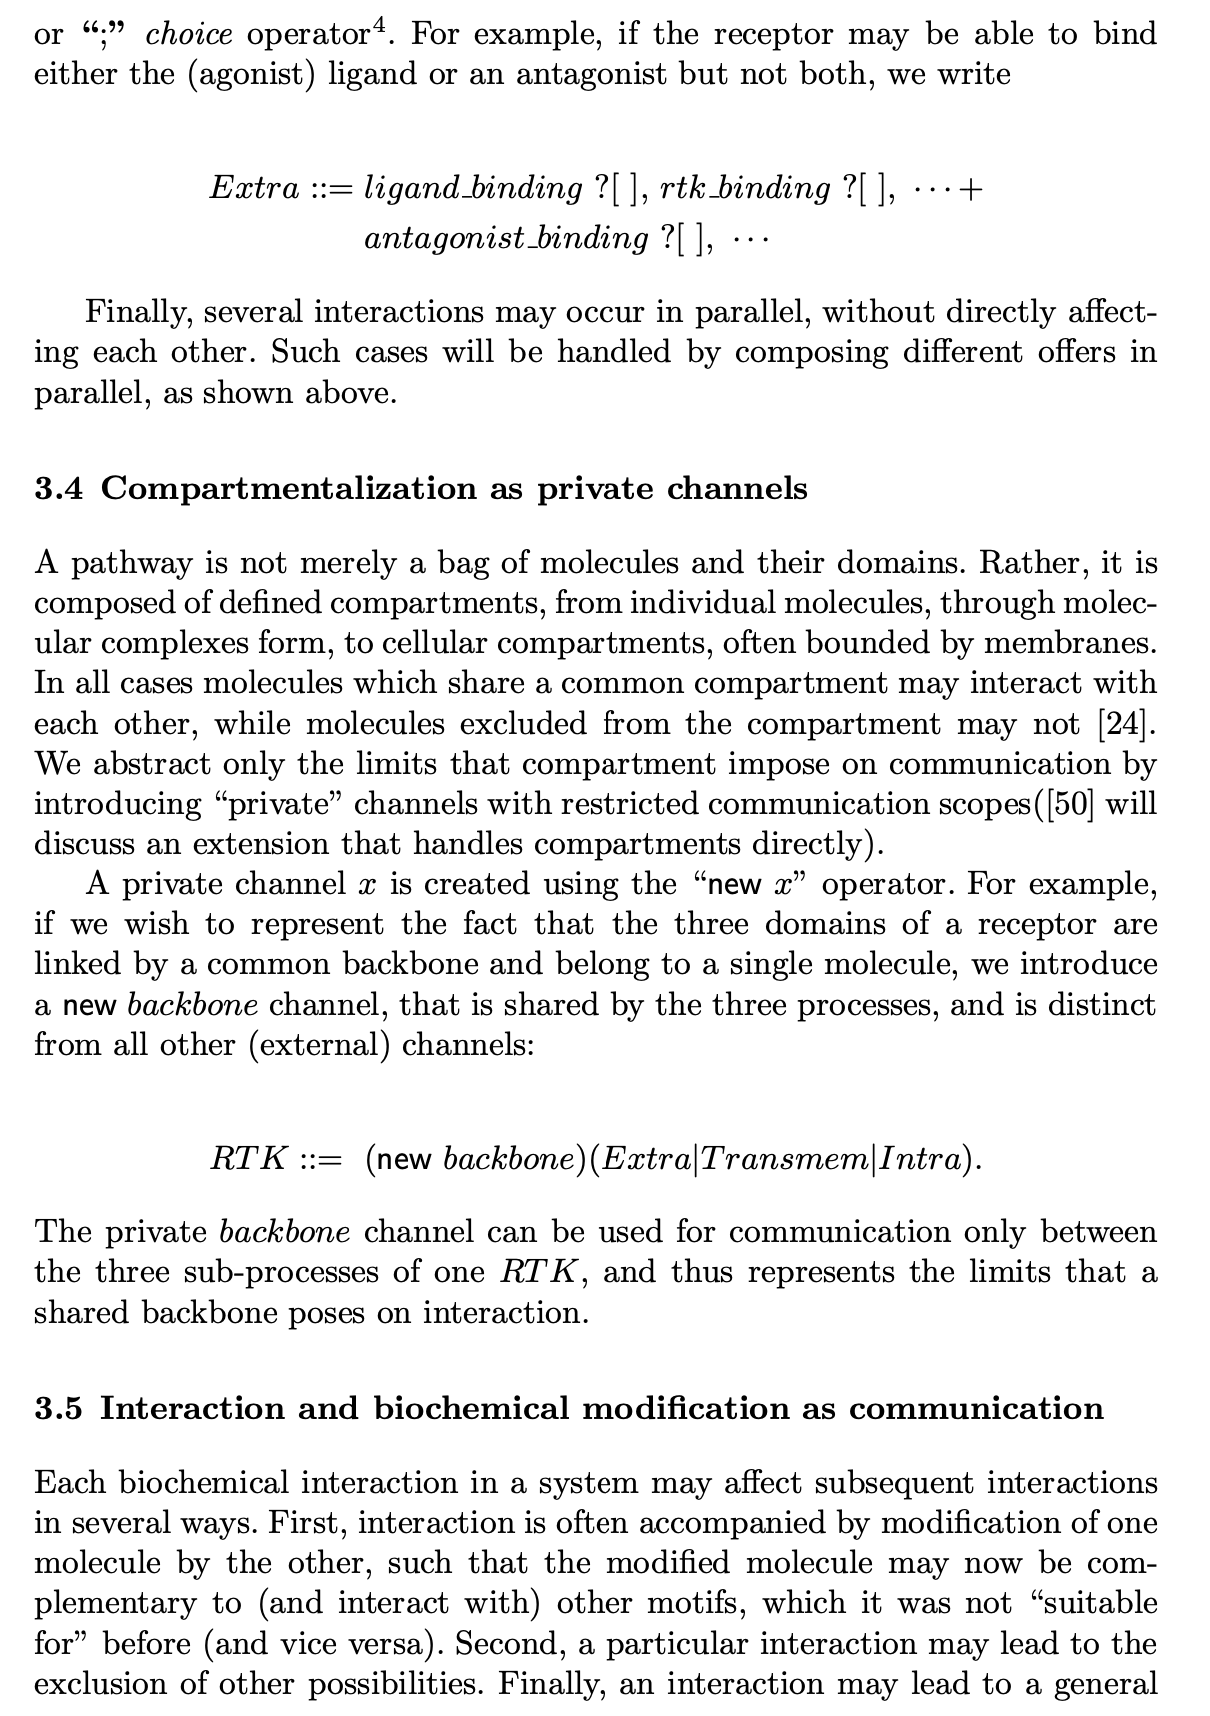 or “;” choice operator⁴. For example, if the receptor may be able to bind
either the (agonist) ligand or an antagonist but not both, we write
Extra ::= ligand_binding ?[ ], rtk_binding ?[ ], ⋯ +
antagonist_binding ?[ ], ⋯
Finally, several interactions may occur in parallel, without directly affect-
ing each other. Such cases will be handled by composing different offers in
parallel, as shown above.
3.4 Compartmentalization as private channels
A pathway is not merely a bag of molecules and their domains. Rather, it is
composed of defined compartments, from individual molecules, through molec-
ular complexes form, to cellular compartments, often bounded by membranes.
In all cases molecules which share a common compartment may interact with
each other, while molecules excluded from the compartment may not [24].
We abstract only the limits that compartment impose on communication by
introducing “private” channels with restricted communication scopes([50] will
discuss an extension that handles compartments directly).
A private channel x is created using the “new x” operator. For example,
if we wish to represent the fact that the three domains of a receptor are
linked by a common backbone and belong to a single molecule, we introduce
a new backbone channel, that is shared by the three processes, and is distinct
from all other (external) channels:
RTK ::= (new backbone)(Extra|Transmem|Intra).
The private backbone channel can be used for communication only between
the three sub-processes of one RTK, and thus represents the limits that a
shared backbone poses on interaction.
3.5 Interaction and biochemical modification as communication
Each biochemical interaction in a system may affect subsequent interactions
in several ways. First, interaction is often accompanied by modification of one
molecule by the other, such that the modified molecule may now be com-
plementary to (and interact with) other motifs, which it was not “suitable
for” before (and vice versa). Second, a particular interaction may lead to the
exclusion of other possibilities. Finally, an interaction may lead to a general